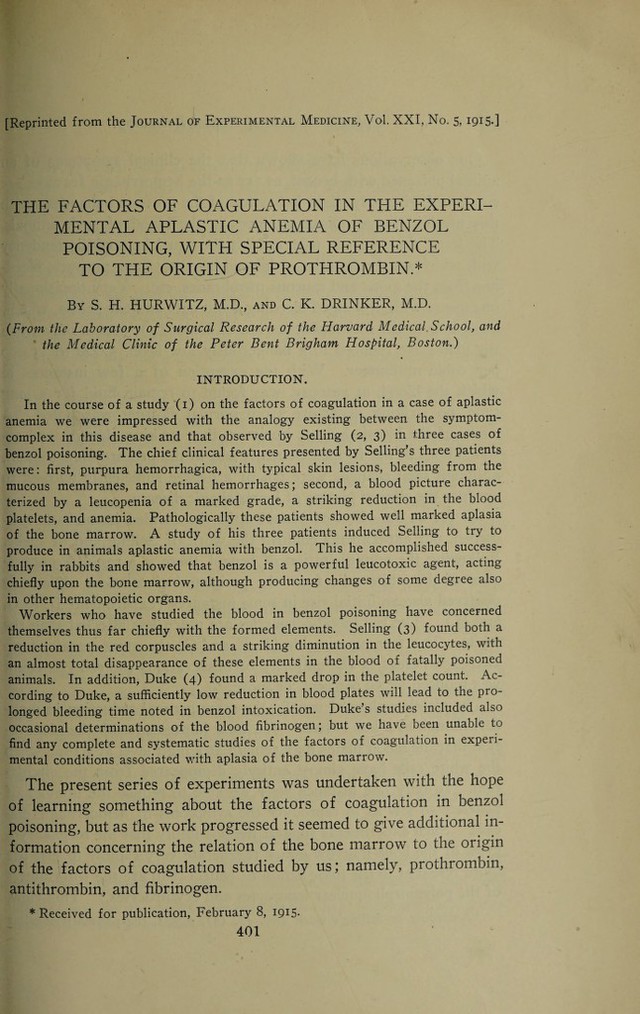 [Reprinted from the Journal of Experimental Medicine, Vol. XXI, No. 5, 1915.]
THE FACTORS OF COAGULATION IN THE EXPERI-
MENTAL APLASTIC ANEMIA OF BENZOL
POISONING, WITH SPECIAL REFERENCE
TO THE ORIGIN OF PROTHROMBIN.*
By S. H. HURWITZ, M.D., and C. K. DRINKER, M.D.
(From the Laboratory of Surgical Research of the Harvard Medical School, and
the Medical Clinic of the Peter Bent Brigham Hospital, Boston.)
INTRODUCTION.
In the course of a study (1) on the factors of coagulation in a case of aplastic
anemia we were impressed with the analogy existing between the symptom-
complex in this disease and that observed by Selling (2, 3) in three cases of
benzol poisoning. The chief clinical features presented by Selling's three patients
were: first, purpura hemorrhagica, with typical skin lesions, bleeding from the
mucous membranes, and retinal hemorrhages; second, a blood picture charac-
terized by a leucopenia of a marked grade, a striking reduction in the blood
platelets, and anemia. Pathologically these patients showed well marked aplasia
of the bone marrow. A study of his three patients induced Selling to try to
produce in animals aplastic anemia with benzol. This he accomplished success-
fully in rabbits and showed that benzol is a powerful leucotoxic agent, acting
chiefly upon the bone marrow, although producing changes of some degree also
in other hematopoietic organs.
Workers who have studied the blood in benzol poisoning have concerned
themselves thus far chiefly with the formed elements. Selling (3) found both a
reduction in the red corpuscles and a striking diminution in the leucocytes, with
an almost total disappearance of these elements in the blood of fatally poisoned
animals. In addition, Duke (4) found a marked drop in the platelet count. Ac-
cording to Duke, a sufficiently low reduction in blood plates will lead to the pro-
longed bleeding time noted in benzol intoxication. Duke's studies included also
occasional determinations of the blood fibrinogen; but we have been unable to
find any complete and systematic studies of the factors of coagulation in experi-
mental conditions associated with aplasia of the bone marrow.
The present series of experiments was undertaken with the hope
of learning something about the factors of coagulation in benzol
poisoning, but as the work progressed it seemed to give additional in-
formation concerning the relation of the bone marrow to the origin
of the factors of coagulation studied by us; namely, prothrombin,
antithrombin, and fibrinogen.
* Received for publication, February 8, 1915.
401